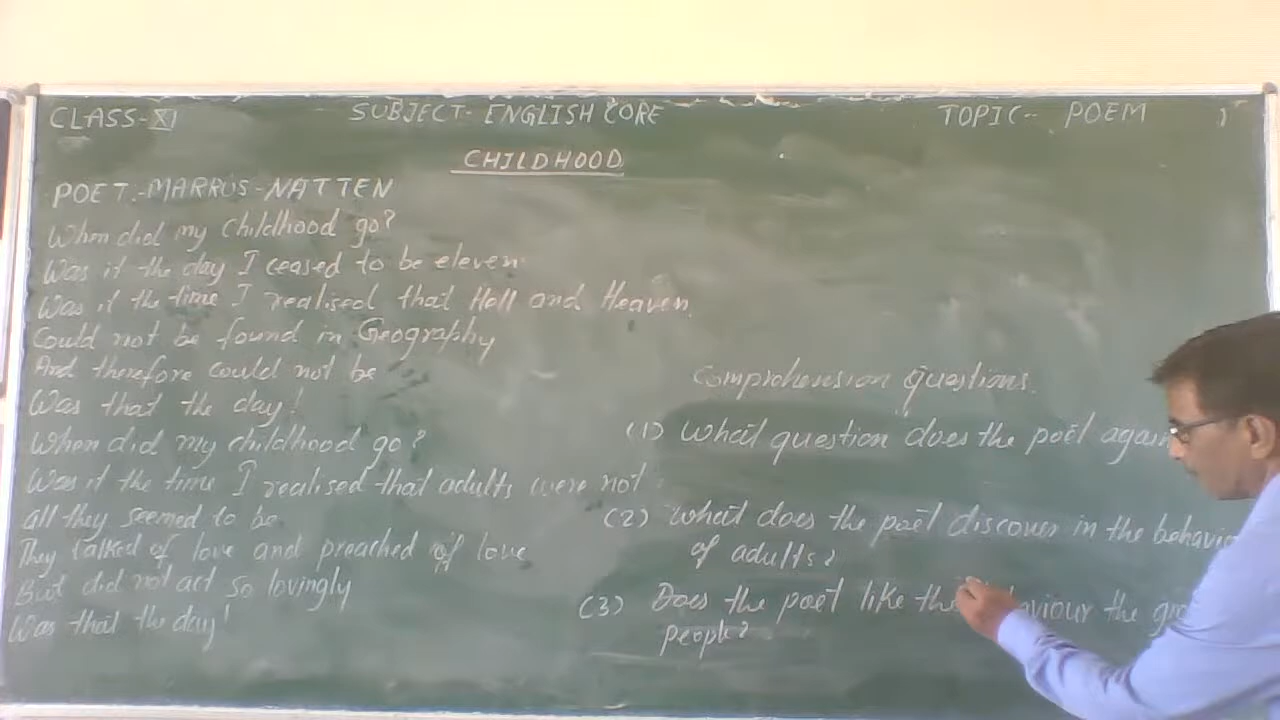 CLASS-XI SUBJECT-ENGLISH CORE TOPIC- POEM
CHILDHOOD
POET.-MARRUS-NATTEN
When did my childhood go?
Was it the day I ceased to be eleven
Was it the time I realised that Hell and Heaven,
Could not be found in Geography
And therefore could not be
Was that the day!
When did my childhood go?
Was it the time I realised that adults were not
all they seemed to be
They talked of love and preached of love
But did not act so lovingly
Was that the day!
Comprehension questions.
(1) What question does the poet again
(2) What does the poet discover in the behaviou
of adults?
(3) Does the poet like the the
people?